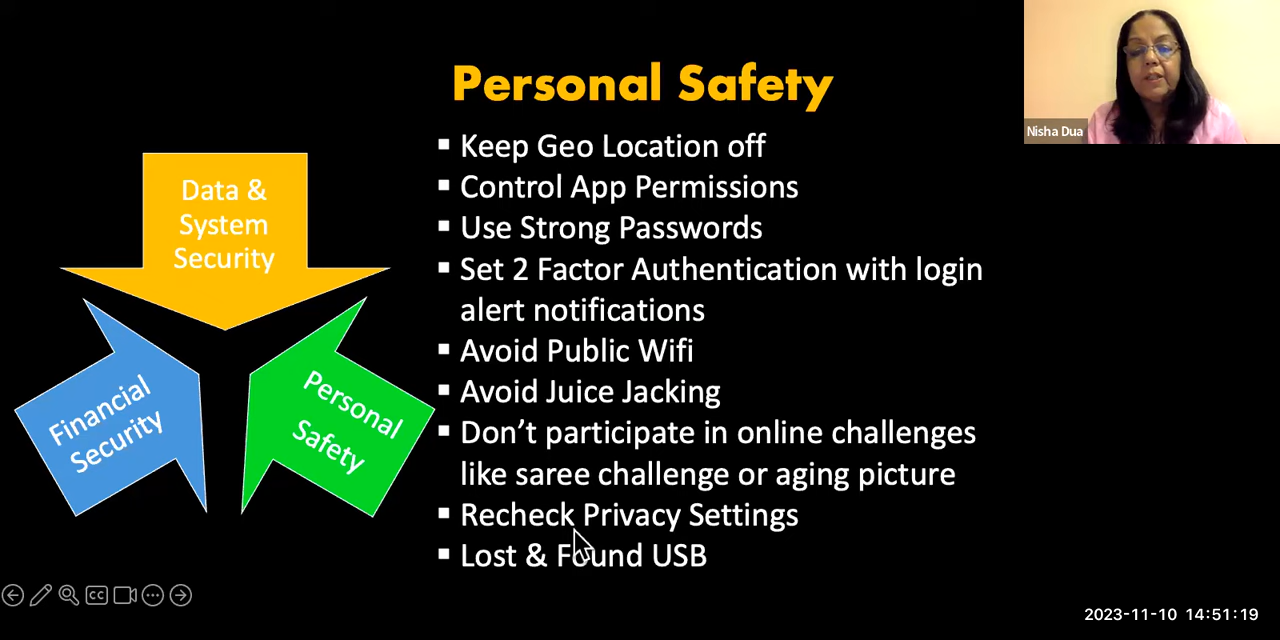 Personal Safety
Nisha Dua
Data &
System
Security
Financial
Security
Personal
Safety
▪ Keep Geo Location off
▪ Control App Permissions
▪ Use Strong Passwords
▪ Set 2 Factor Authentication with login
alert notifications
▪ Avoid Public Wifi
▪ Avoid Juice Jacking
▪ Don’t participate in online challenges
like saree challenge or aging picture
▪ Recheck Privacy Settings
▪ Lost & Found USB
CC
2023-11-10 14:51:19